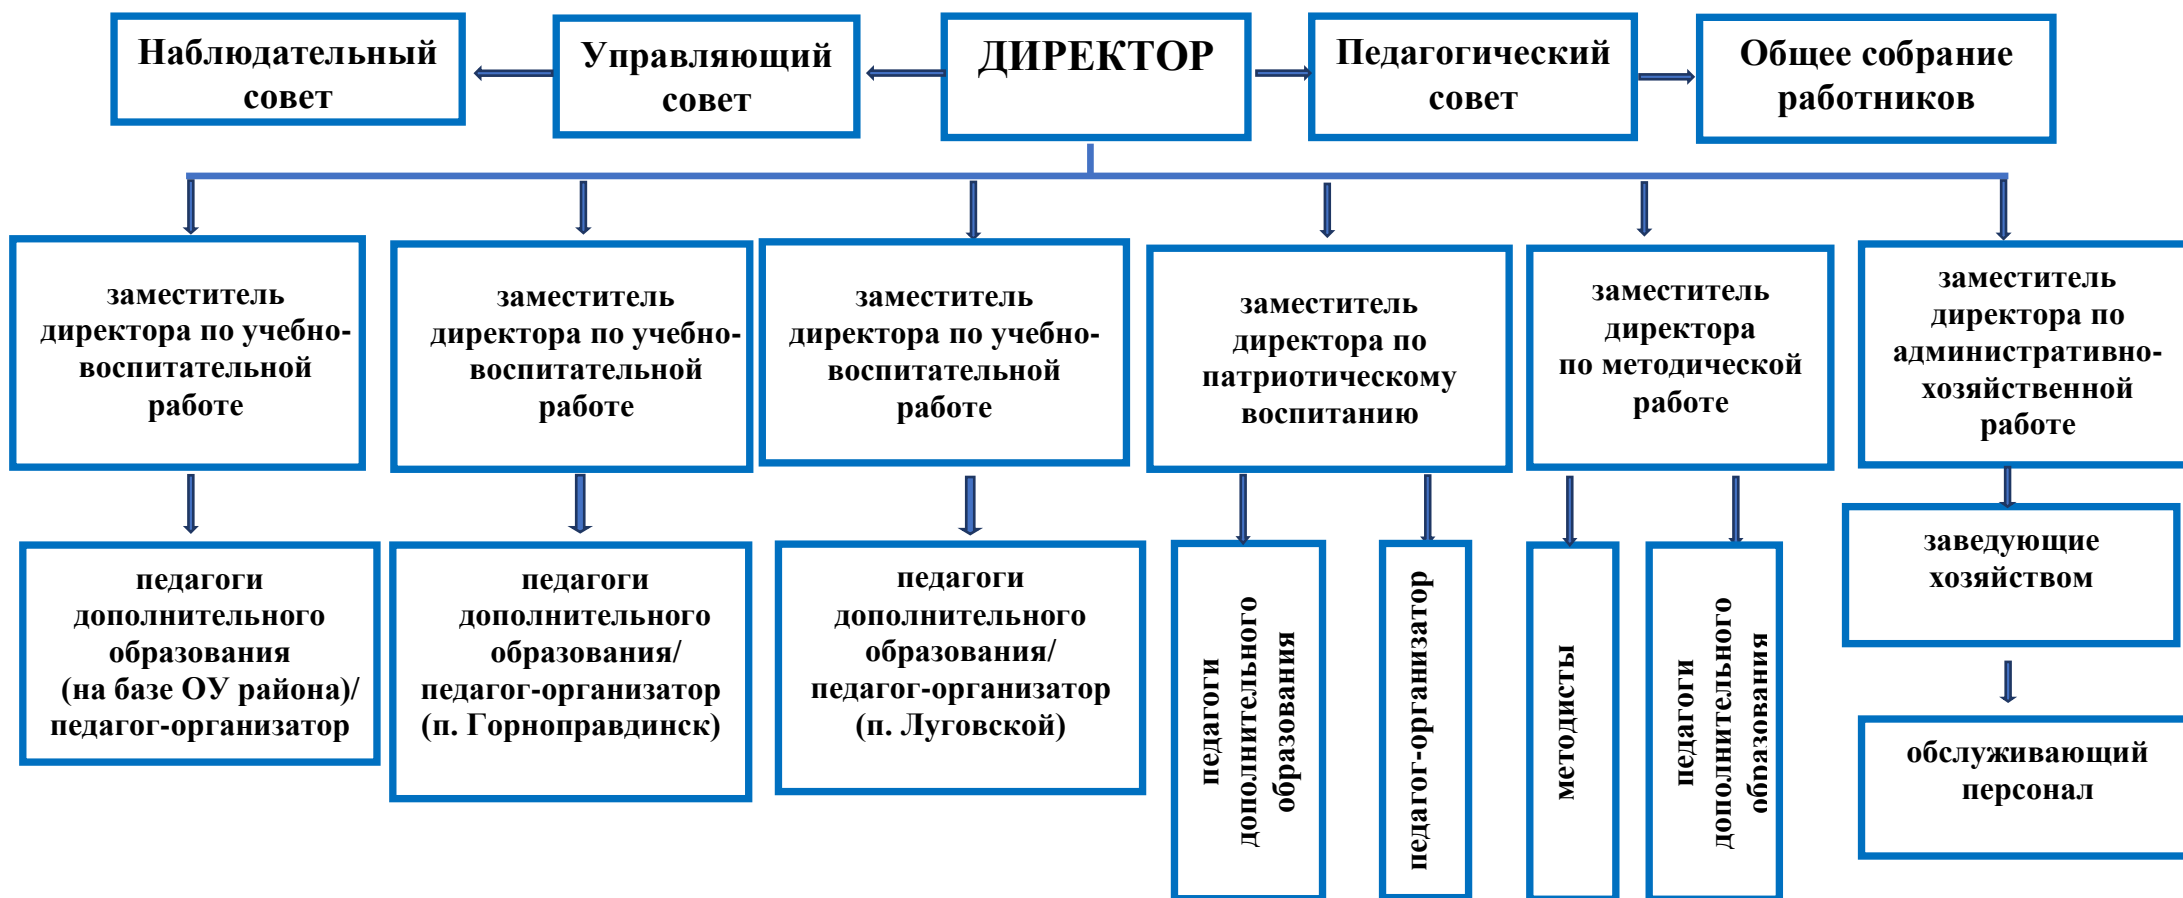 Наблюдательный
совет
Управляющий
совет
ДИРЕКТОР
Педагогический
совет
Общее собрание
работников
заместитель
директора по учебно-
воспитательной
работе
заместитель
директора по учебно-
воспитательной
работе
заместитель
директора по учебно-
воспитательной
работе
заместитель
директора по
патриотическому
воспитанию
заместитель
директора
по методической
работе
заместитель
директора по
административно-
хозяйственной
работе
педагоги
дополнительного
образования
(на базе ОУ района)/
педагог-организатор
педагоги
дополнительного
образования/
педагог-организатор
(п. Горноправдинск)
педагоги
дополнительного
образования/
педагог-организатор
(п. Луговской)
педагоги
дополнительного
образования
педагог-организатор
методисты
педагоги
дополнительного
образования
заведующие
хозяйством
обслуживающий
персонал